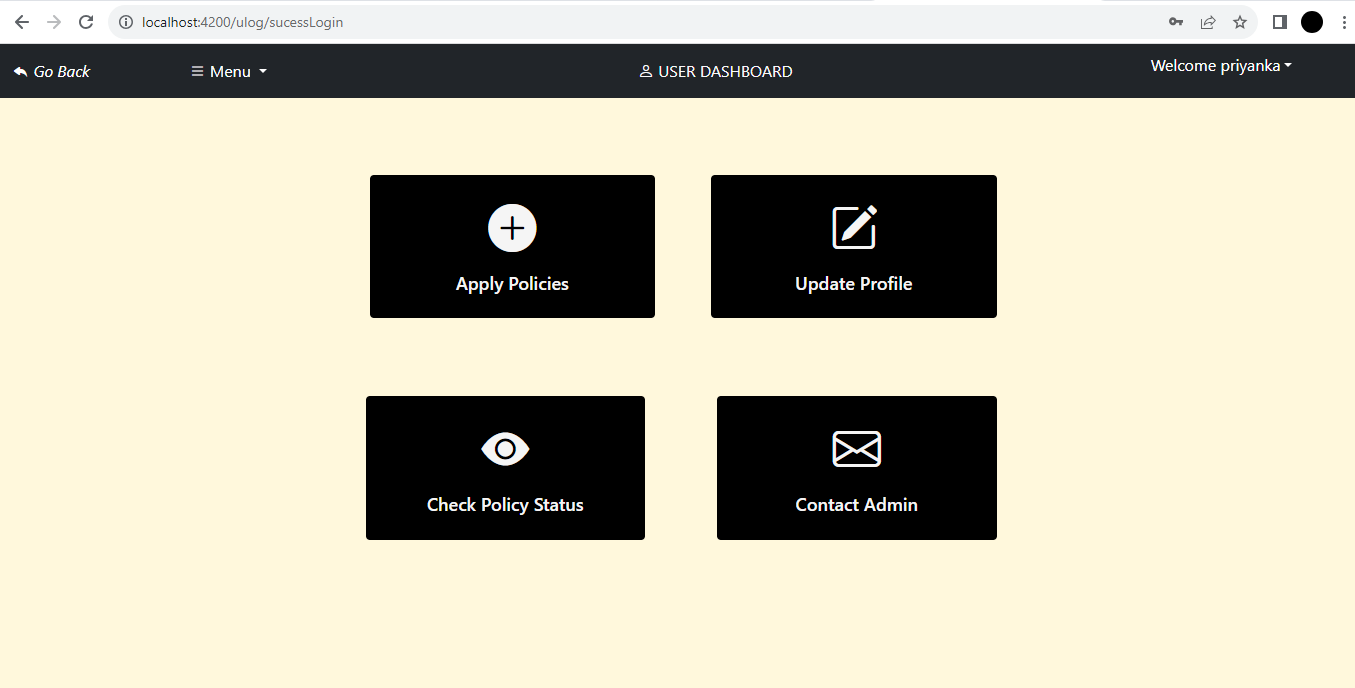 localhost:4200/ulog/sucessLogin
Go Back
Menu
USER DASHBOARD
Welcome priyanka
Apply Policies
Update Profile
Check Policy Status
Contact Admin